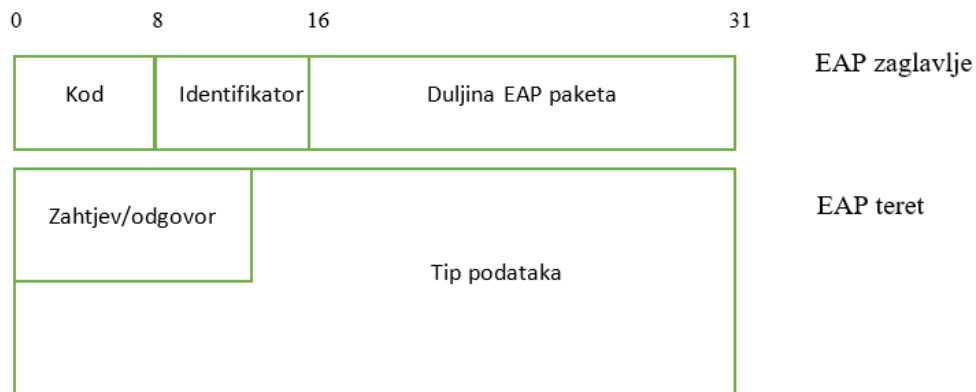 0 8 16 31
EAP zaglavlje
Kod Identifikator Duljina EAP paketa
Zahtjev/odgovor
EAP teret
Tip podataka